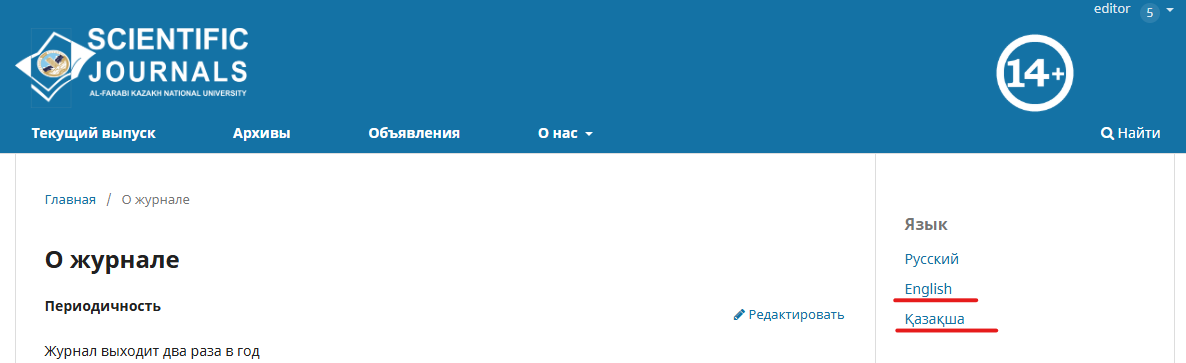 editor 5
SCIENTIFIC
JOURNALS
AL-FARABI KAZAKH NATIONAL UNIVERSITY
14+
Текущий выпуск Архивы Объявления О нас Найти
Главная / О журнале
Язык
Русский
О журнале
English
Периодичность
Редактировать
Қазақша
Журнал выходит два раза в год